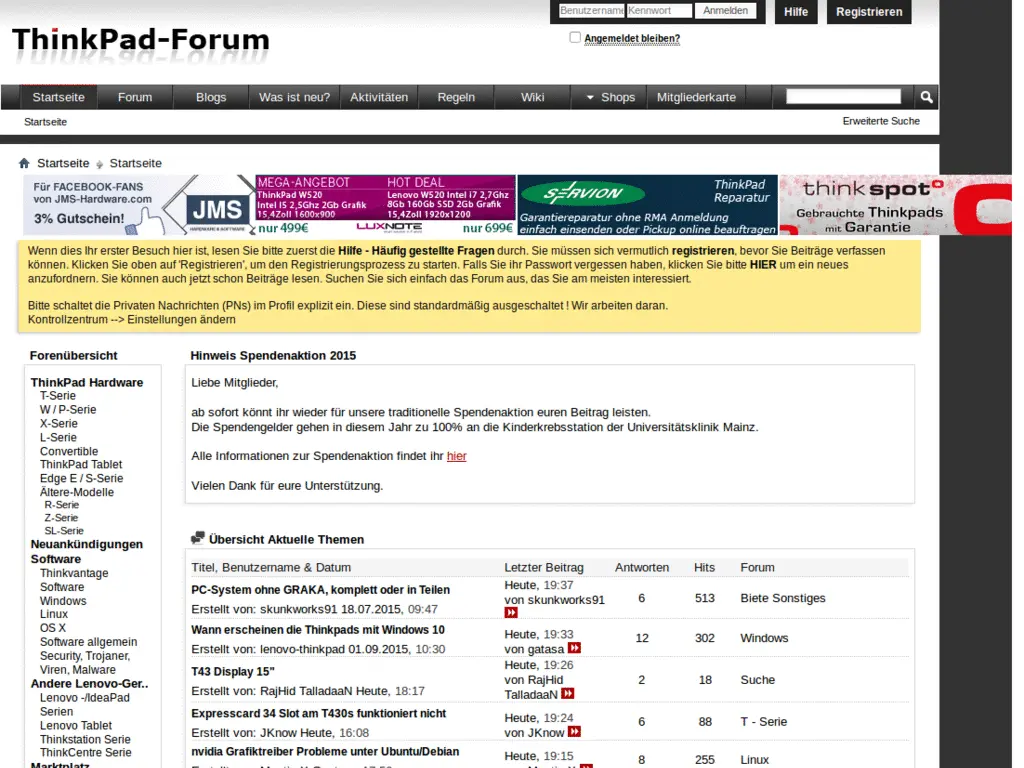 Benutzername Kennwort Anmelden Hilfe Registrieren
ThinkPad-Forum
Angemeldet bleiben?
Startseite Forum Blogs Was ist neu? Aktivitäten Regeln Wiki Shops Mitgliederkarte
Startseite Erweiterte Suche
Startseite Startseite
Für FACEBOOK-FANS
von JMS-Hardware.com
3% Gutschein!
JMS
HARDWARE & SOFTWARE
MEGA-ANGEBOT HOT DEAL
ThinkPad W520 Lenovo W520 Intel i7 2,7Ghz
Intel I5 2,5Ghz 2Gb Grafik 8Gb 160Gb SSD 2Gb Grafik
15,4Zoll 1600x900 15,4Zoll 1920x1200
nur 499€ LUXNOTE nur 699€
SERVION
ThinkPad
Reparatur
Garantiereparatur ohne RMA Anmeldung
einfach einsenden oder Pickup online beauftragen
think spot
Gebrauchte Thinkpads
mit Garantie
Wenn dies Ihr erster Besuch hier ist, lesen Sie bitte zuerst die Hilfe - Häufig gestellte Fragen durch. Sie müssen sich vermutlich registrieren, bevor Sie Beiträge verfassen
können. Klicken Sie oben auf 'Registrieren', um den Registrierungsprozess zu starten. Falls Sie ihr Passwort vergessen haben, klicken Sie bitte HIER um ein neues
anzufordern. Sie können auch jetzt schon Beiträge lesen. Suchen Sie sich einfach das Forum aus, das Sie am meisten interessiert.
Bitte schaltet die Privaten Nachrichten (PNs) im Profil explizit ein. Diese sind standardmäßig ausgeschaltet ! Wir arbeiten daran.
Kontrollzentrum --> Einstellungen ändern
Forenübersicht
ThinkPad Hardware
T-Serie
W / P-Serie
X-Serie
L-Serie
Convertible
ThinkPad Tablet
Edge E / S-Serie
Ältere-Modelle
R-Serie
Z-Serie
SL-Serie
Neuankündigungen
Software
Thinkvantage
Software
Windows
Linux
OS X
Software allgemein
Security, Trojaner,
Viren, Malware
Andere Lenovo-Ger..
Lenovo -/IdeaPad
Serien
Lenovo Tablet
Thinkstation Serie
ThinkCentre Serie
Marktplatz
Hinweis Spendenaktion 2015
Liebe Mitglieder,
ab sofort könnt ihr wieder für unsere traditionelle Spendenaktion euren Beitrag leisten.
Die Spendengelder gehen in diesem Jahr zu 100% an die Kinderkrebsstation der Universitätsklinik Mainz.
Alle Informationen zur Spendenaktion findet ihr hier
Vielen Dank für eure Unterstützung.
Übersicht Aktuelle Themen
Titel, Benutzername & Datum Letzter Beitrag Antworten Hits Forum
PC-System ohne GRAKA, komplett oder in Teilen
Erstellt von: skunkworks91 18.07.2015, 09:47
Heute, 19:37
von skunkworks91
6 513 Biete Sonstiges
Wann erscheinen die Thinkpads mit Windows 10
Erstellt von: lenovo-thinkpad 01.09.2015, 10:30
Heute, 19:33
von gatasa
12 302 Windows
T43 Display 15"
Erstellt von: RajHid TalladaaN Heute, 18:17
Heute, 19:26
von RajHid
TalladaaN
2 18 Suche
Expresscard 34 Slot am T430s funktioniert nicht
Erstellt von: JKnow Heute, 16:08
Heute, 19:24
von JKnow
6 88 T - Serie
nvidia Grafiktreiber Probleme unter Ubuntu/Debian
Heute, 19:15
8 255 Linux